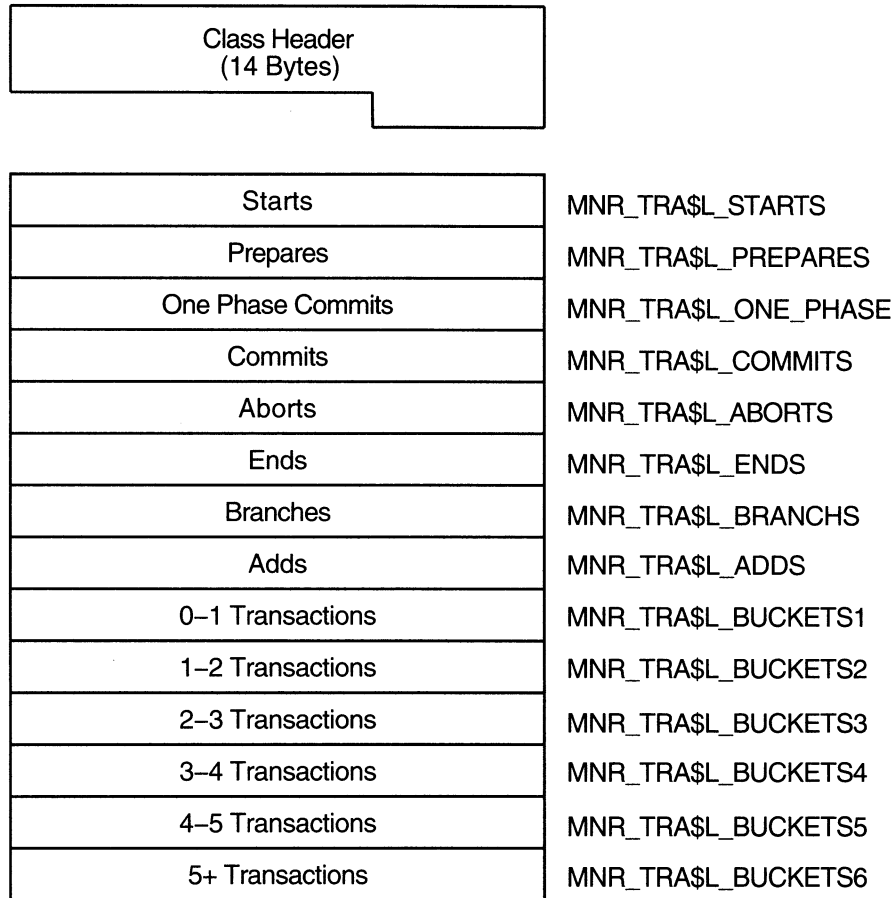 Class Header
(14 Bytes)
Starts MNR_TRA$L_STARTS
Prepares MNR_TRA$L_PREPARES
One Phase Commits MNR_TRA$L_ONE_PHASE
Commits MNR_TRA$L_COMMITS
Aborts MNR_TRA$L_ABORTS
Ends MNR_TRA$L_ENDS
Branches MNR_TRA$L_BRANCHS
Adds MNR_TRA$L_ADDS
0–1 Transactions MNR_TRA$L_BUCKETS1
1–2 Transactions MNR_TRA$L_BUCKETS2
2–3 Transactions MNR_TRA$L_BUCKETS3
3–4 Transactions MNR_TRA$L_BUCKETS4
4–5 Transactions MNR_TRA$L_BUCKETS5
5+ Transactions MNR_TRA$L_BUCKETS6